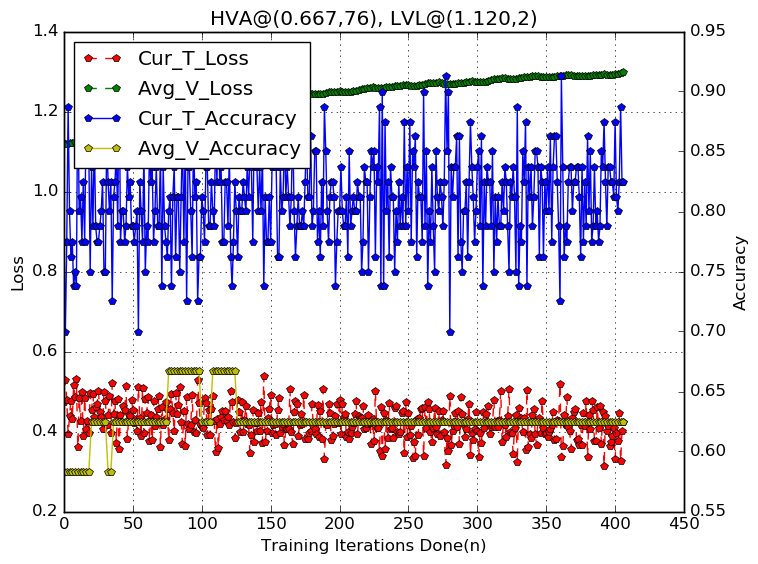 HVA@(0.667,76), LVL@(1.120,2)
Cur_T_Loss
Avg_V_Loss
Cur_T_Accuracy
Avg_V_Accuracy
1.4
1.2
1.0
0.8
0.6
0.4
0.2
Loss
0.95
0.90
0.85
0.80
0.75
0.70
0.65
0.60
0.55
Accuracy
0 50 100 150 200 250 300 350 400 450
Training Iterations Done(n)